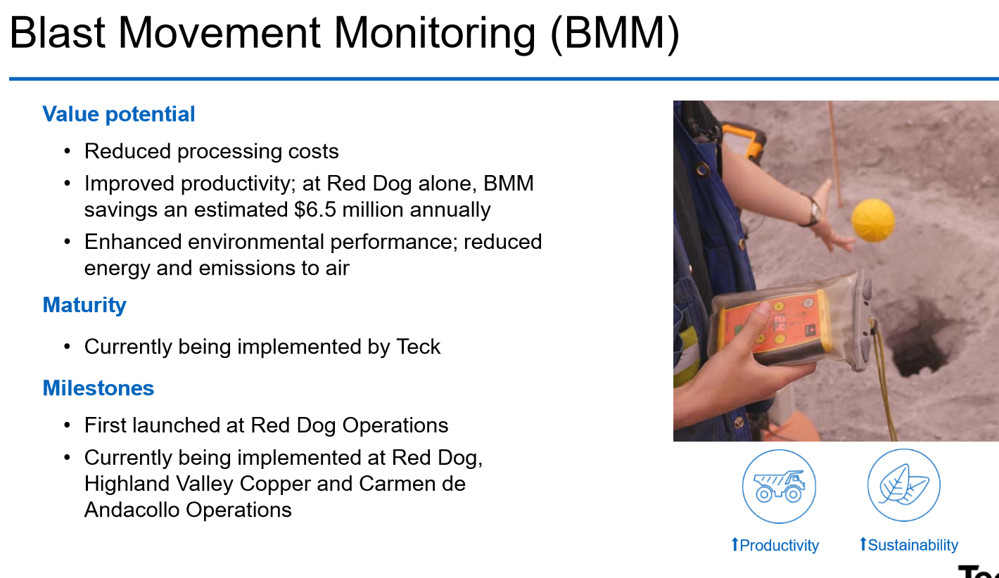 Blast Movement Monitoring (BMM)
Value potential
• Reduced processing costs
• Improved productivity; at Red Dog alone, BMM
savings an estimated $6.5 million annually
• Enhanced environmental performance; reduced
energy and emissions to air
Maturity
• Currently being implemented by Teck
Milestones
• First launched at Red Dog Operations
• Currently being implemented at Red Dog,
Highland Valley Copper and Carmen de
Andacollo Operations
Productivity
Sustainability